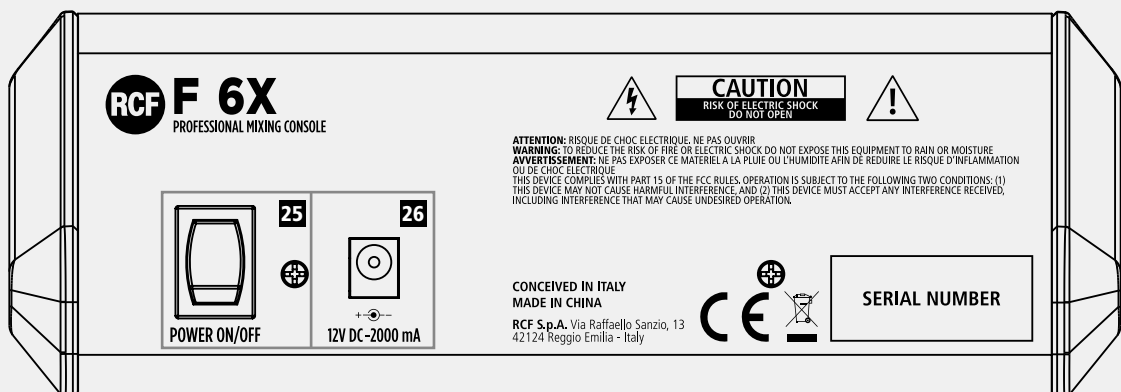 RCF F 6X
PROFESSIONAL MIXING CONSOLE
CAUTION
RISK OF ELECTRIC SHOCK
DO NOT OPEN
ATTENTION: RISQUE DE CHOC ELECTRIQUE. NE PAS OUVRIR
WARNING: TO REDUCE THE RISK OF FIRE OR ELECTRIC SHOCK DO NOT EXPOSE THIS EQUIPMENT TO RAIN OR MOISTURE
AVVERTISSEMENT: NE PAS EXPOSER CE MATERIEL A LA PLUIE OU L'HUMIDITE AFIN DE REDUIRE LE RISQUE D'INFLAMMATION
OU DE CHOC ELECTRIQUE
THIS DEVICE COMPLIES WITH PART 15 OF THE FCC RULES. OPERATION IS SUBJECT TO THE FOLLOWING TWO CONDITIONS: (1)
THIS DEVICE MAY NOT CAUSE HARMFUL INTERFERENCE, AND (2) THIS DEVICE MUST ACCEPT ANY INTERFERENCE RECEIVED,
INCLUDING INTERFERENCE THAT MAY CAUSE UNDESIRED OPERATION.
25
26
POWER ON/OFF
12V DC-2000 mA
CONCEIVED IN ITALY
MADE IN CHINA
RCF S.p.A. Via Raffaello Sanzio, 13
42124 Reggio Emilia - Italy
CE
SERIAL NUMBER